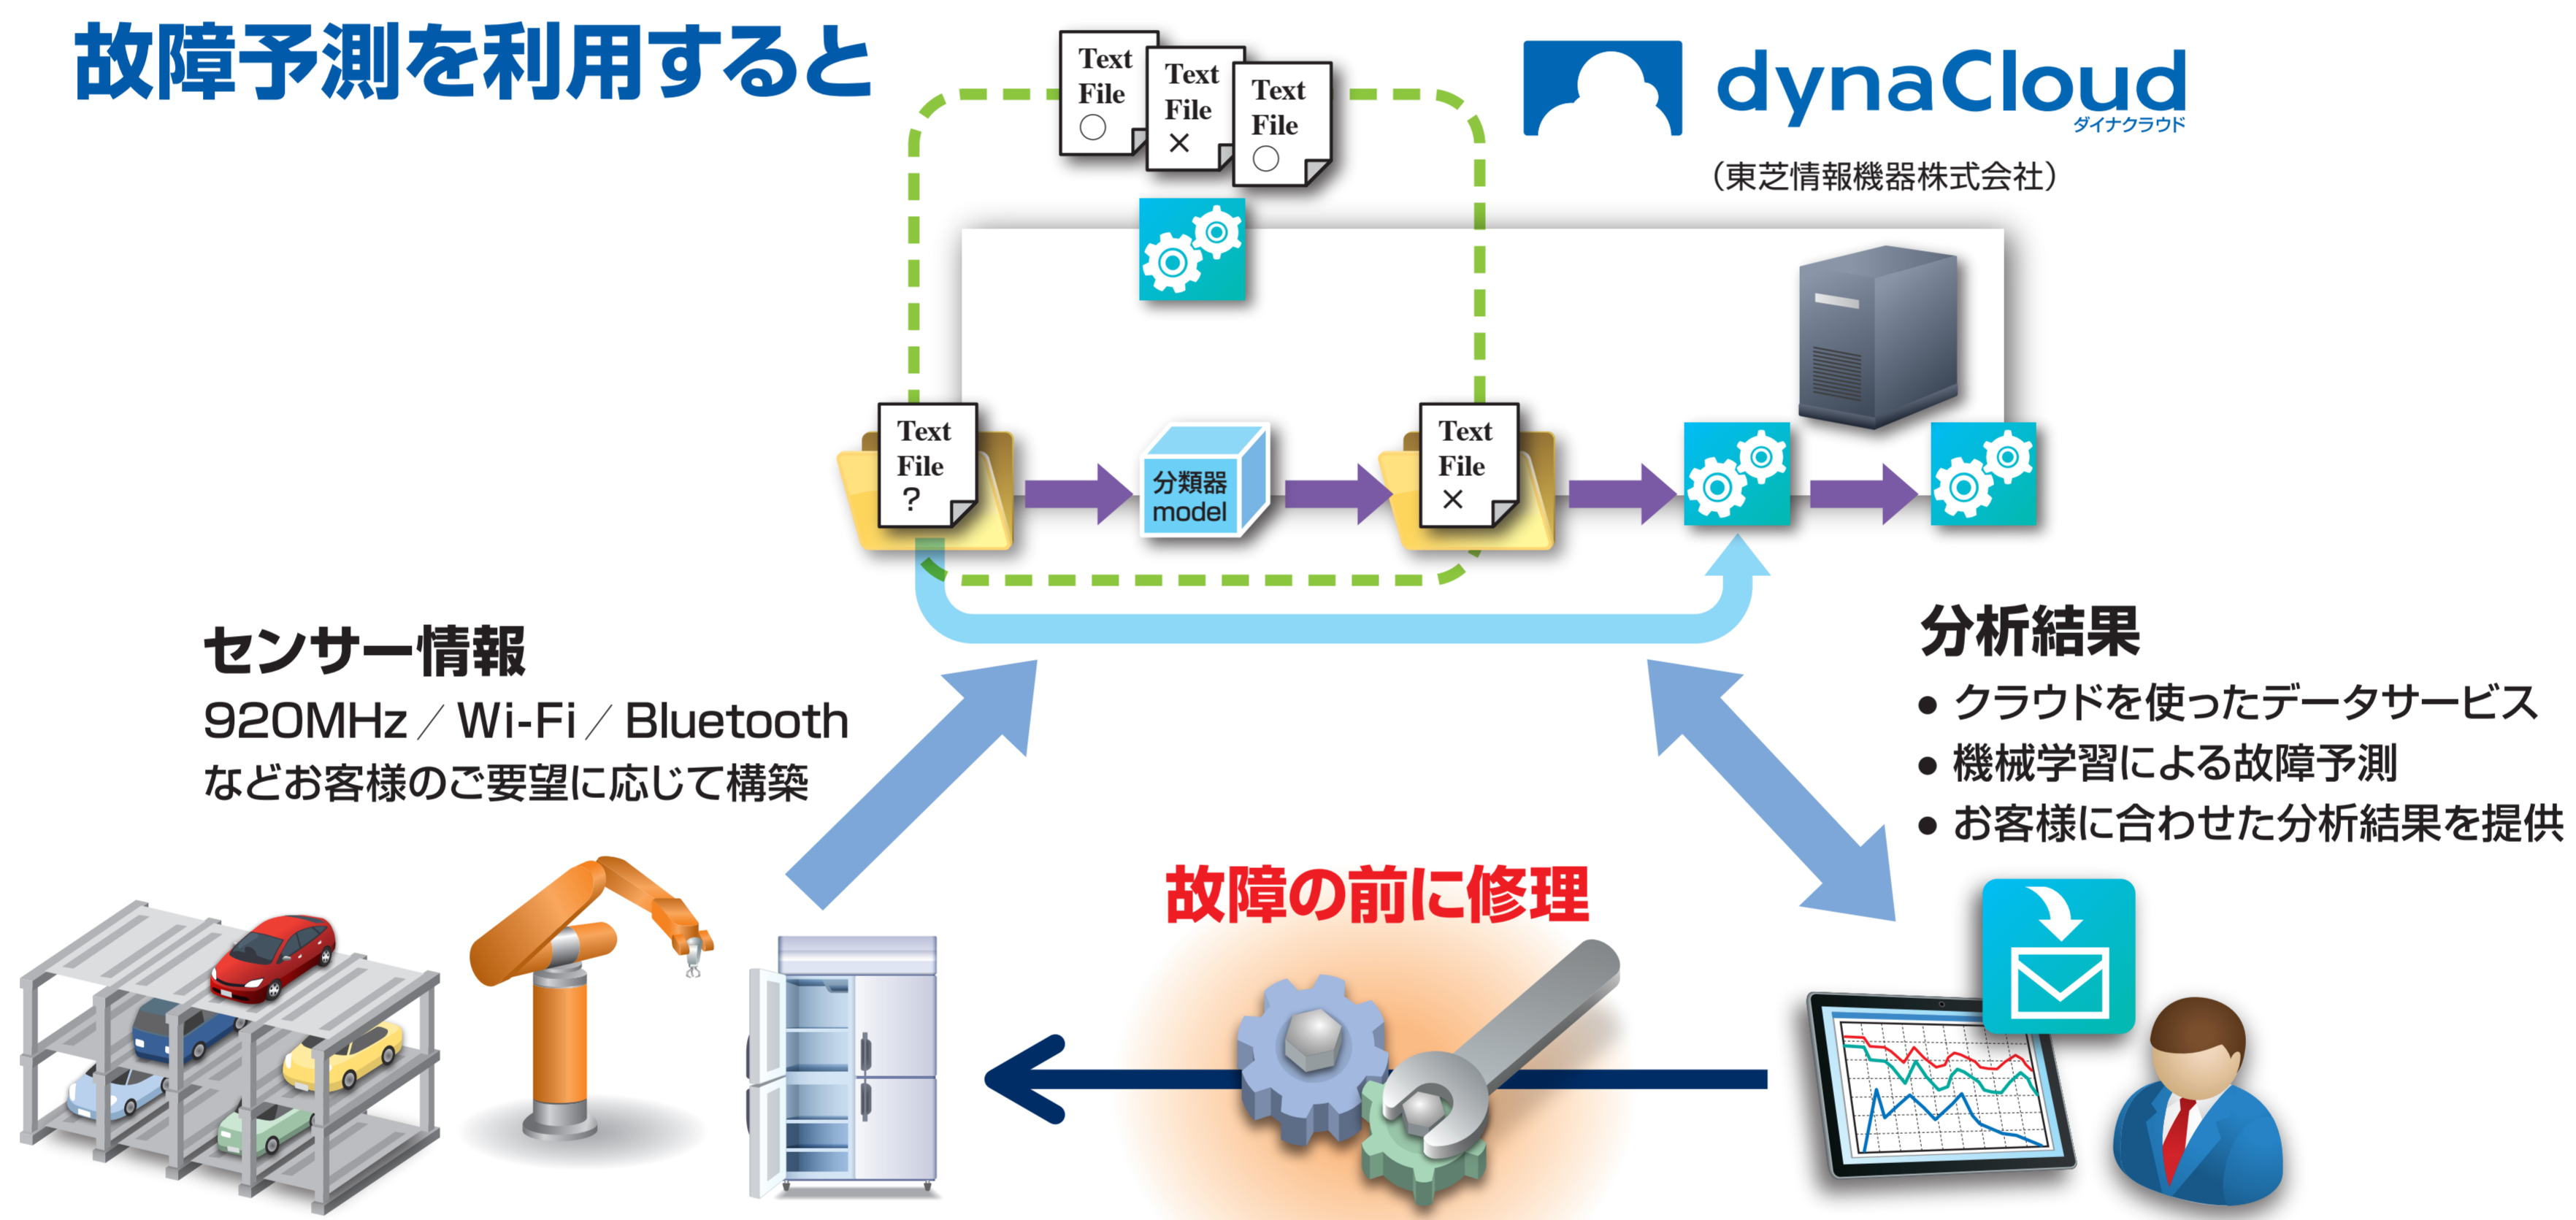 故障予測を利用すると
Text
File
○
Text
File
×
Text
File
○
dynaCloud
ダイナクラウド
（東芝情報機器株式会社）
Text
File
？
分類器
model
Text
File
×
センサー情報
920MHz／Wi-Fi／Bluetooth
などお客様のご要望に応じて構築
分析結果
● クラウドを使ったデータサービス
● 機械学習による故障予測
● お客様に合わせた分析結果を提供
故障の前に修理